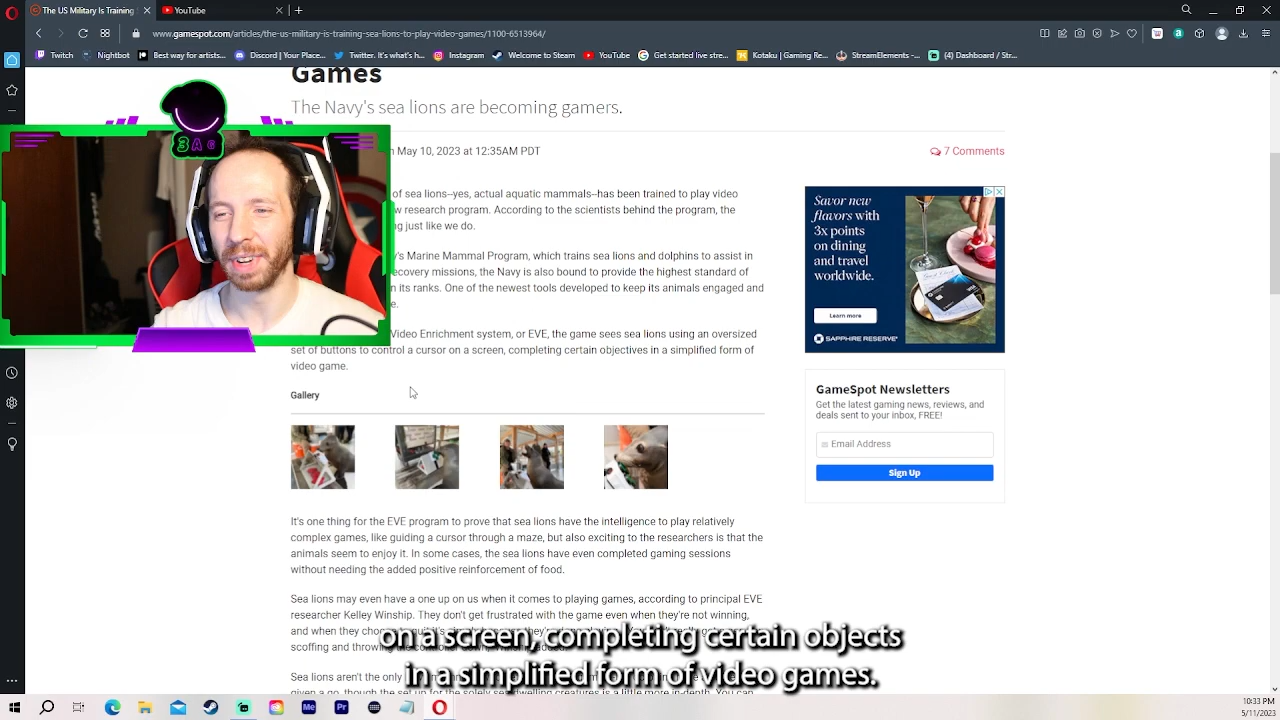 The US Military is Training
YouTube
www.gamespot.com/articles/the-us-military-is-training-sea-lions-to-play-video-games/1100-6513964/
Twitch
Nightbot
Best way for artists...
Discord
Discover / Patreon...
Twitter
Instagram
Steam
Welcome to Steam
YouTube
Get started live stre...
Kotaku | Gaming Re...
StreamElements -...
(4) Dashboard / Str...
Games
The Navy's sea lions are becoming gamers.
May 10, 2023 at 12:35AM PDT
7 Comments
of sea lions--yes, actual aquatic mammals--has been trained to play video
research program. According to the scientists behind the program, the
just like we do.
Marine Mammal Program, which trains sea lions and dolphins to assist in
missions, the Navy is also bound to provide the highest standard of
its ranks. One of the newest tools developed to keep its animals engaged and
Video Enrichment system, or EVE, the game sees sea lions using an oversized
set of buttons to control a cursor on a screen, completing certain objectives in a simplified form of
video game.
Savor new
flavors with
3x points
on dining
and travel
worldwide.
Learn more
SAPPHIRE RESERVE
Gallery
GameSpot Newsletters
Get the latest gaming news, reviews, and
deals sent to your inbox, FREE!
Email Address
Sign Up
It's one thing for the EVE program to prove that sea lions have the intelligence to play relatively
complex games, like guiding a cursor through a maze, but also exciting to the researchers is that the
animals seem to enjoy it. In some cases, the sea lions have even completed gaming sessions
without needing the added positive reinforcement of food.
Sea lions may even have a one up on us when it comes to playing games, according to principal EVE
researcher Kelley Winship. They don't get frustrated with the game even when they're not winning,
and when they
scoffing and throwing
Sea lions aren't the only
on a screen, completing certain objects
in a simplified form of video games.
10:33 PM
5/11/2023